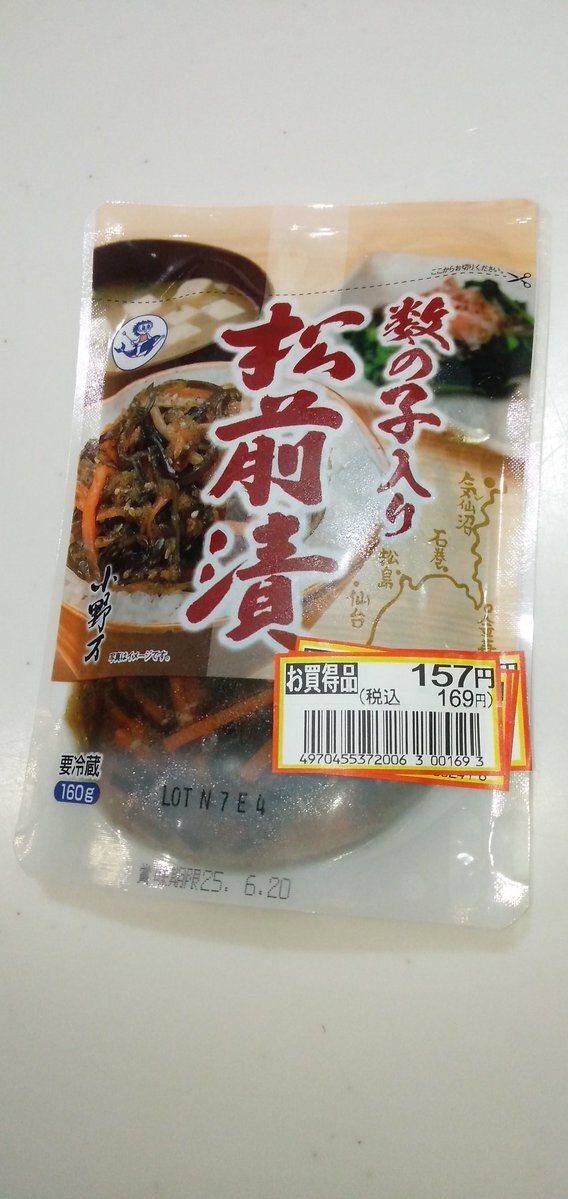 ここからお切りください。
数の子入り
松前漬
気仙沼
石巻
松島
仙台
小野万
写真はイメージです。
お買得品 157円
(税込 169円)
4970455372006 3 00169 3
要冷蔵
160g
LOT N 7 E 4
賞味期限25. 6.20